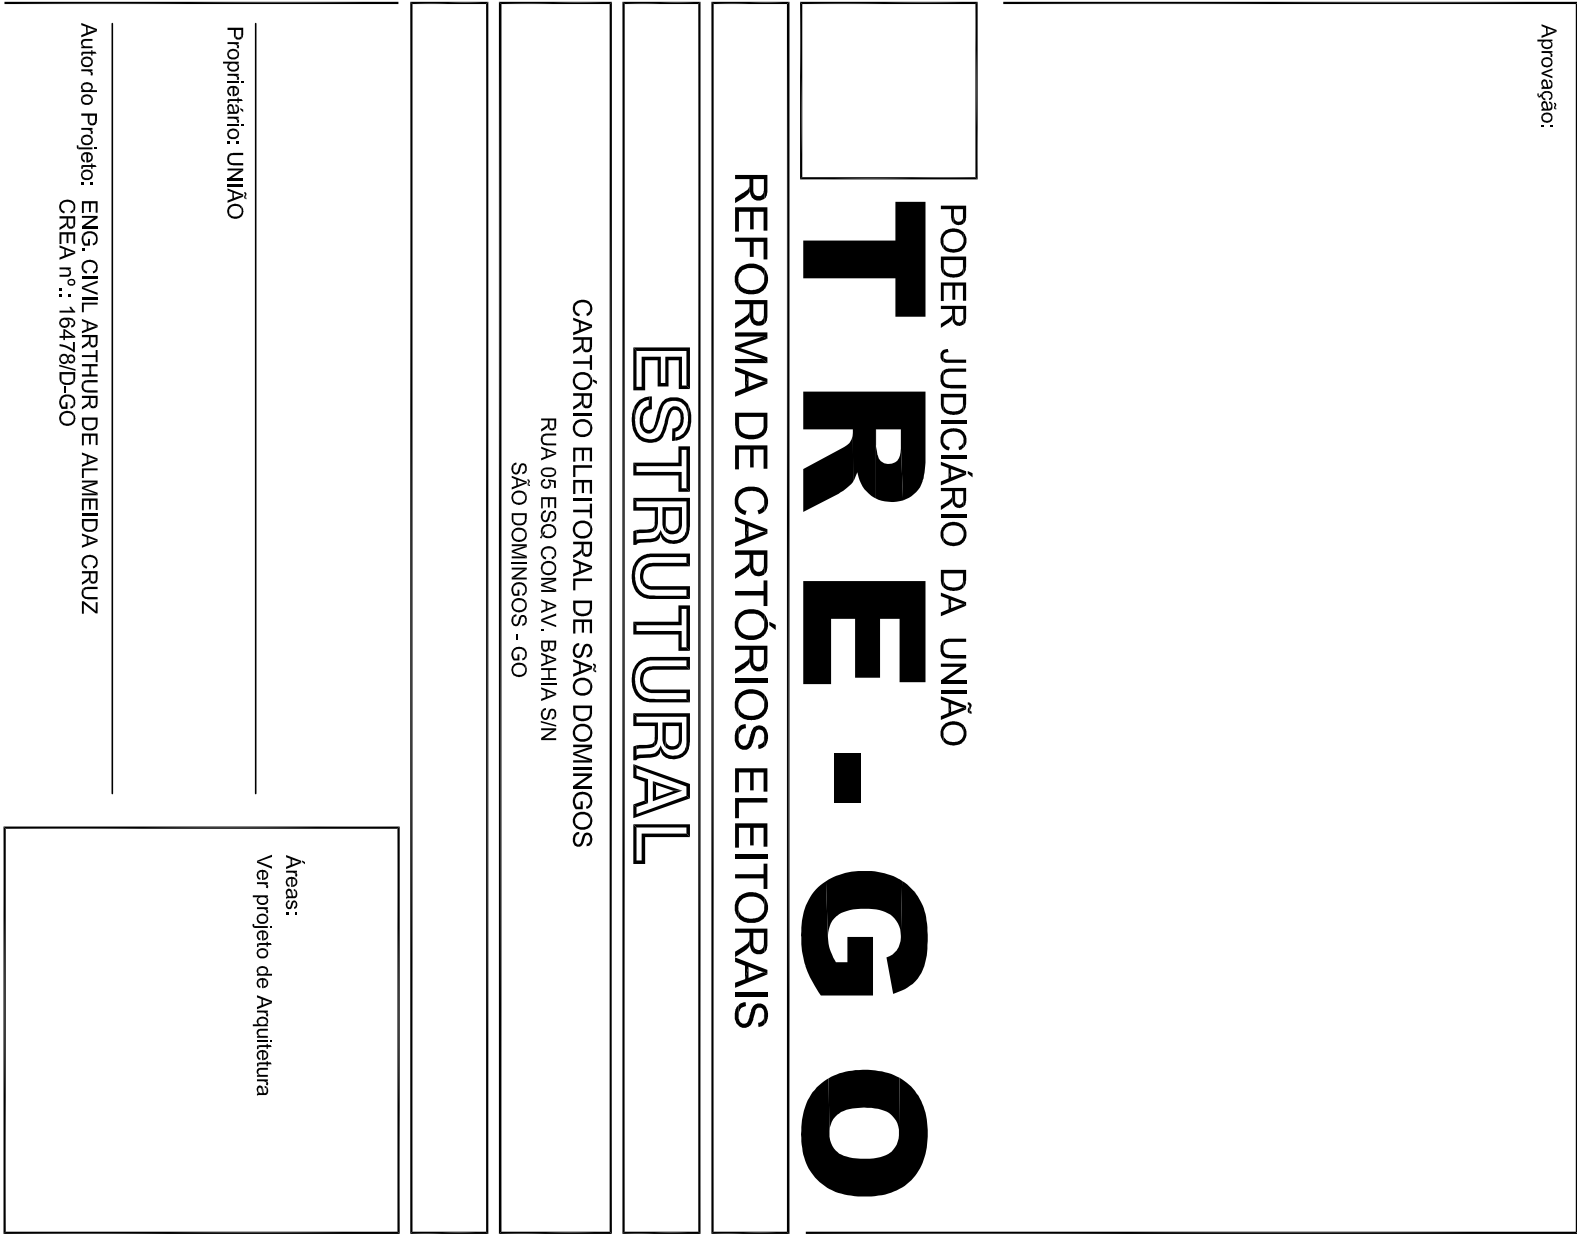 Aprovação:
PODER JUDICIÁRIO DA UNIÃO
TRE-GO
REFORMA DE CARTÓRIOS ELEITORAIS
ESTRUTURAL
CARTÓRIO ELEITORAL DE SÃO DOMINGOS
RUA 05 ESQ COM AV. BAHIA S/N
SÃO DOMINGOS - GO
Proprietário: UNIÃO
Autor do Projeto: ENG. CIVIL ARTHUR DE ALMEIDA CRUZ
CREA nº.: 16478/D-GO
Áreas:
Ver projeto de Arquitetura